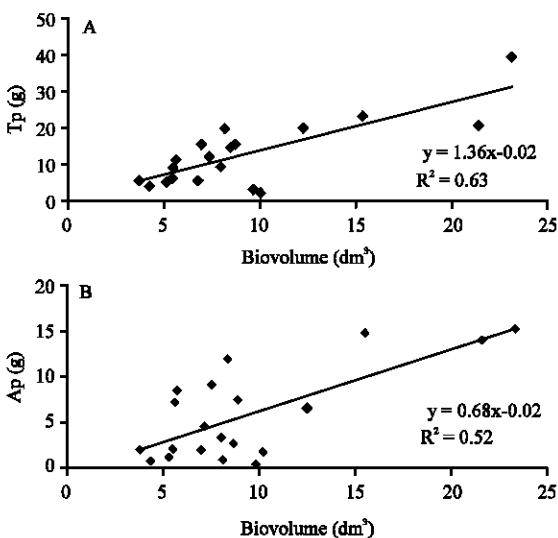 50
A
40
30
20
10
0
Tp (g)
y = 1.36x-0.02
R² = 0.63
0 5 10 15 20 25
Biovolume (dm³)
20
B
15
10
5
0
Ap (g)
y = 0.68x-0.02
R² = 0.52
0 5 10 15 20 25
Biovolume (dm³)